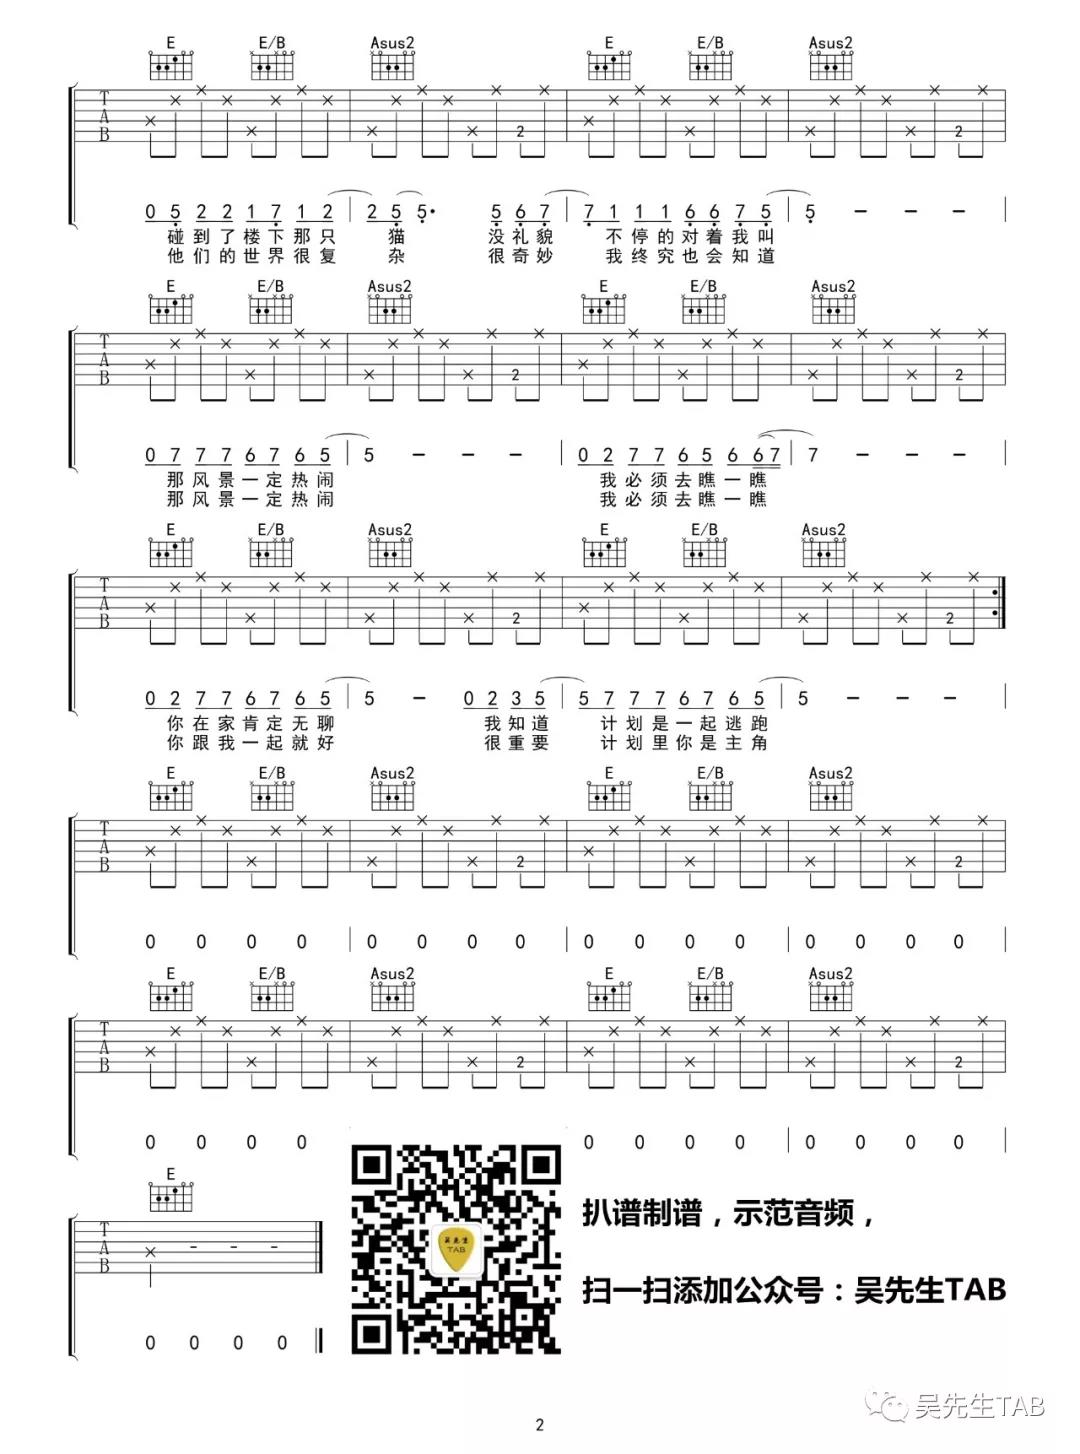 E E/B Asus2 E E/B Asus2
T
A
B 2 2
0 5 2 2 1 7 1 2 | 2 5 5· 5 6 7 | 7 1 1 1 6 6 7 5 | 5 — — — |
碰到了楼下那只 猫 没礼貌 不停的对着我叫
他们的世界很复 杂 很奇妙 我终究也会知道
E E/B Asus2 E E/B Asus2
T
A
B 2 2
0 7 7 7 6 7 6 5 | 5 — — — | 0 2 7 7 6 5 6 6 7 | 7 — — — |
那风景一定热闹 我必须去瞧一瞧
那风景一定热闹 我必须去瞧一瞧
E E/B Asus2 E E/B Asus2
T
A
B 2 2
0 2 7 7 6 7 6 5 | 5 — 0 2 3 5 | 5 7 7 7 6 7 6 5 | 5 — — — |
你在家肯定无聊 我知道 计划是一起逃跑
你跟我一起就好 很重要 计划里你是主角
E E/B Asus2 E E/B Asus2
T
A
B 2 2
0 0 0 0 | 0 0 0 0 | 0 0 0 0 | 0 0 0 0 |
E E/B Asus2 E E/B Asus2
T
A
B 2 2
0 0 0 0 | 0 0 0 0 | 0 0 0 0 |
E
T
A
B - - -
0 0 0 0
吴先生
TAB
扒谱制谱，示范音频，
扫一扫添加公众号：吴先生TAB
吴先生TAB
2